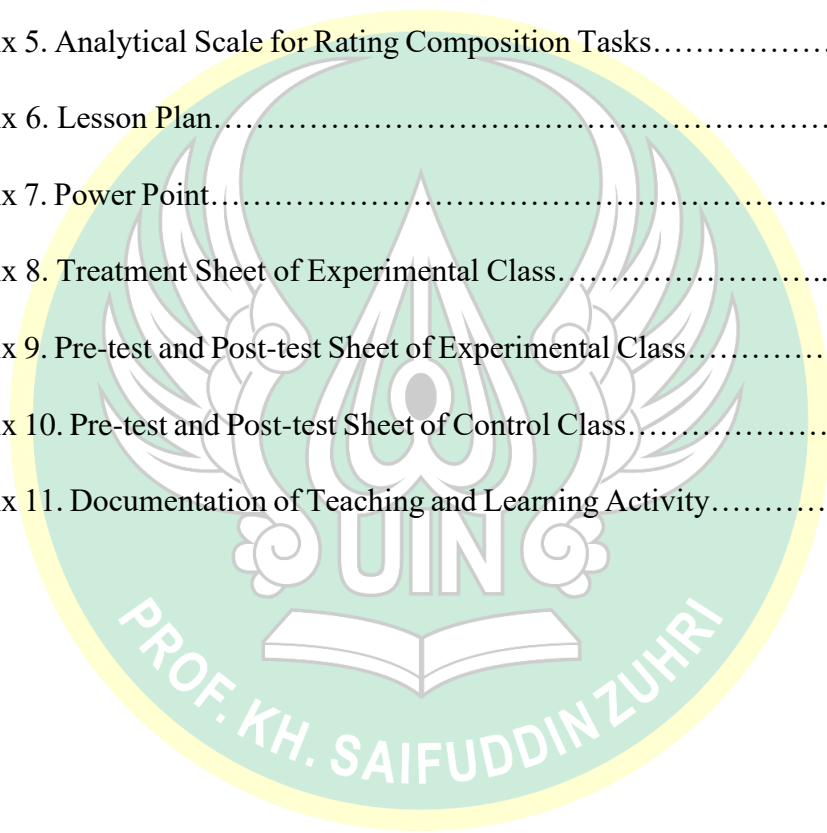 x 5. Analytical Scale for Rating Composition Tasks………………
x 6. Lesson Plan……………………………………………………………
x 7. Power Point……………………………………………………………
x 8. Treatment Sheet of Experimental Class……………………..
x 9. Pre-test and Post-test Sheet of Experimental Class…………
x 10. Pre-test and Post-test Sheet of Control Class…………………
x 11. Documentation of Teaching and Learning Activity…………
UIN
PROF. KH. SAIFUDDIN ZUHRI